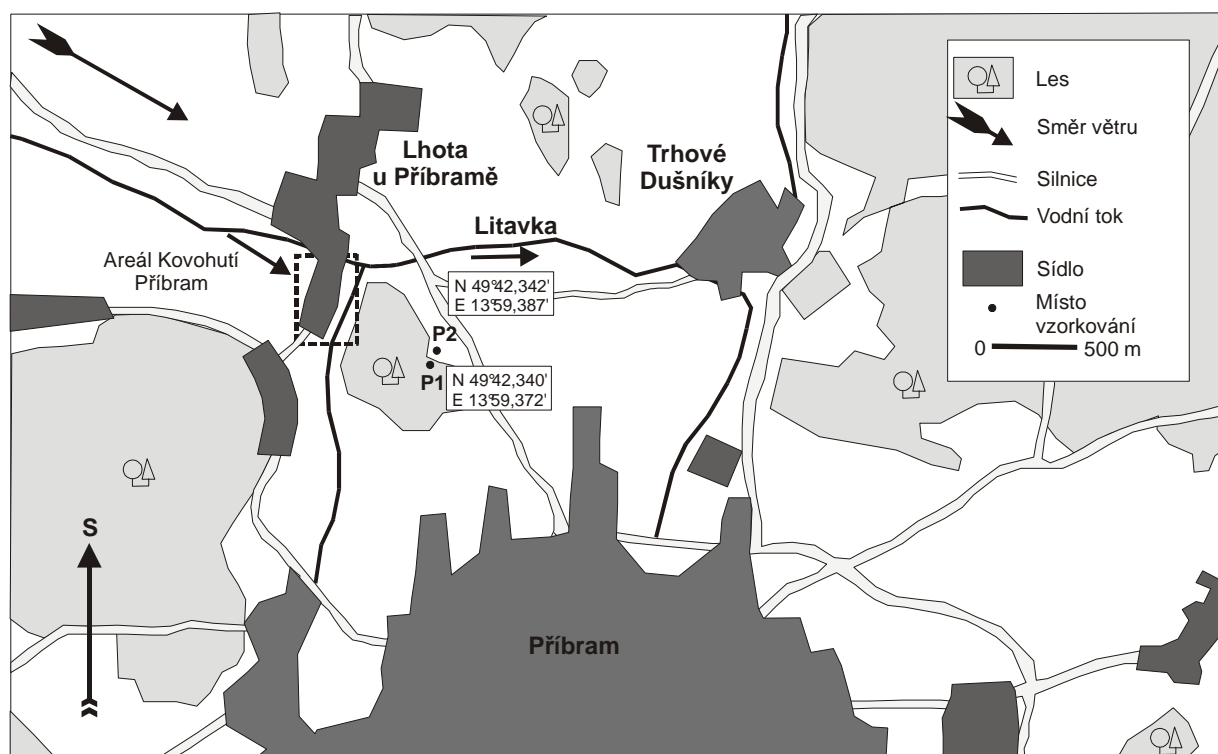 Lhota
u Příbramě
Trhové
Dušníky
Litavka
Areál Kovohutí
Příbram
N 49°42,342'
E 13°59,387'
P2
P1
N 49°42,340'
E 13°59,372'
S
Příbram
Les
Směr větru
Silnice
Vodní tok
Sídlo
Místo
vzorkování
0 500 m